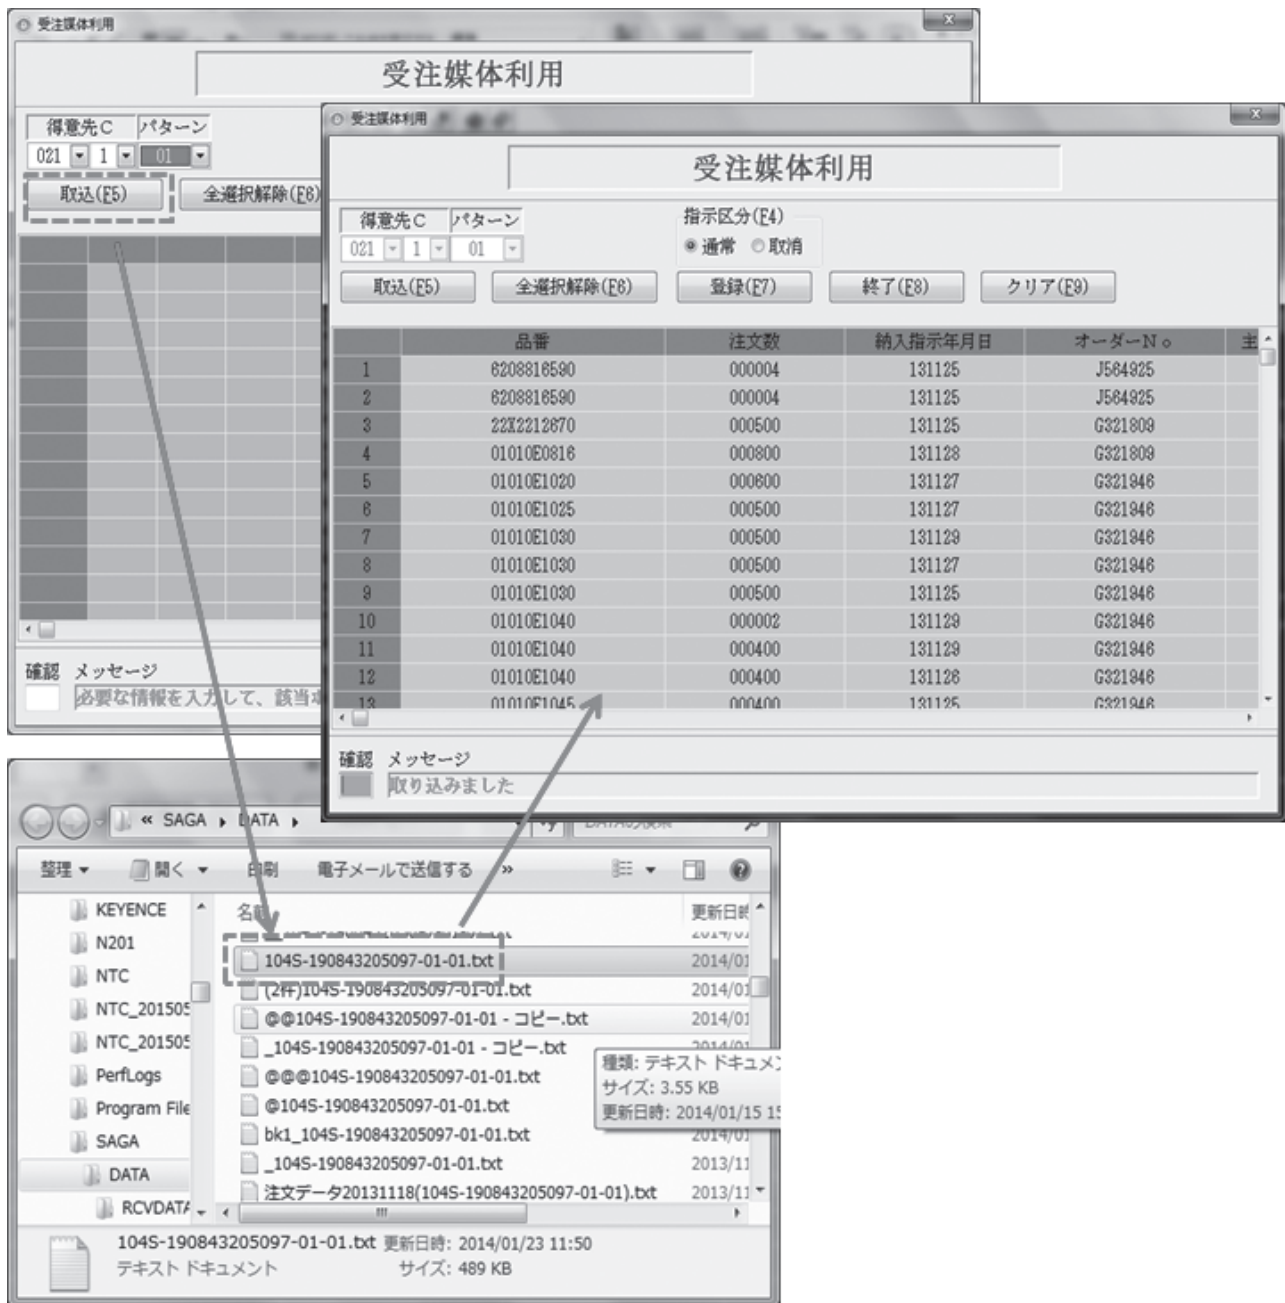 受注媒体利用
受注媒体利用
得意先C パターン
021 1 01
取込(F5) 全選択解除(F6)
確認 メッセージ
必要な情報を入力して、該当
受注媒体利用
受注媒体利用
得意先C パターン 指示区分(F4)
021 1 01 通常 取消
取込(F5) 全選択解除(F6) 登録(F7) 終了(F8) クリア(F9)
品番 注文数 納入指示年月日 オーダーNo 主
1 6208816590 000004 131125 J564925
2 6208816590 000004 131125 J564925
3 22X2212670 000500 131125 G321809
4 01010E0816 000800 131128 G321809
5 01010E1020 000600 131127 G321946
6 01010E1025 000500 131127 G321946
7 01010E1030 000500 131129 G321946
8 01010E1030 000500 131127 G321946
9 01010E1030 000500 131125 G321946
10 01010E1040 000002 131129 G321946
11 01010E1040 000400 131129 G321946
12 01010E1040 000400 131126 G321946
13 01010E1045 000400 131125 G321946
確認 メッセージ
取り込みました
« SAGA DATA
整理 開く 印刷 電子メールで送信する »
KEYENCE
N201
NTC
NTC_201505
NTC_201505
PerfLogs
Program File
SAGA
DATA
RCVDATA
名前 更新日時
104S-190843205097-01-01.txt 2014/01
(2件)104S-190843205097-01-01.txt 2014/01
@@104S-190843205097-01-01 - コピー.txt 2014/01
_104S-190843205097-01-01 - コピー.txt
@@@104S-190843205097-01-01.txt
@104S-190843205097-01-01.txt
bk1_104S-190843205097-01-01.txt 2014/01
_104S-190843205097-01-01.txt 2013/11
注文データ20131118(104S-190843205097-01-01).txt 2013/11
種類: テキスト ドキュメン
サイズ: 3.55 KB
更新日時: 2014/01/15 15
104S-190843205097-01-01.txt 更新日時: 2014/01/23 11:50
テキスト ドキュメント サイズ: 489 KB